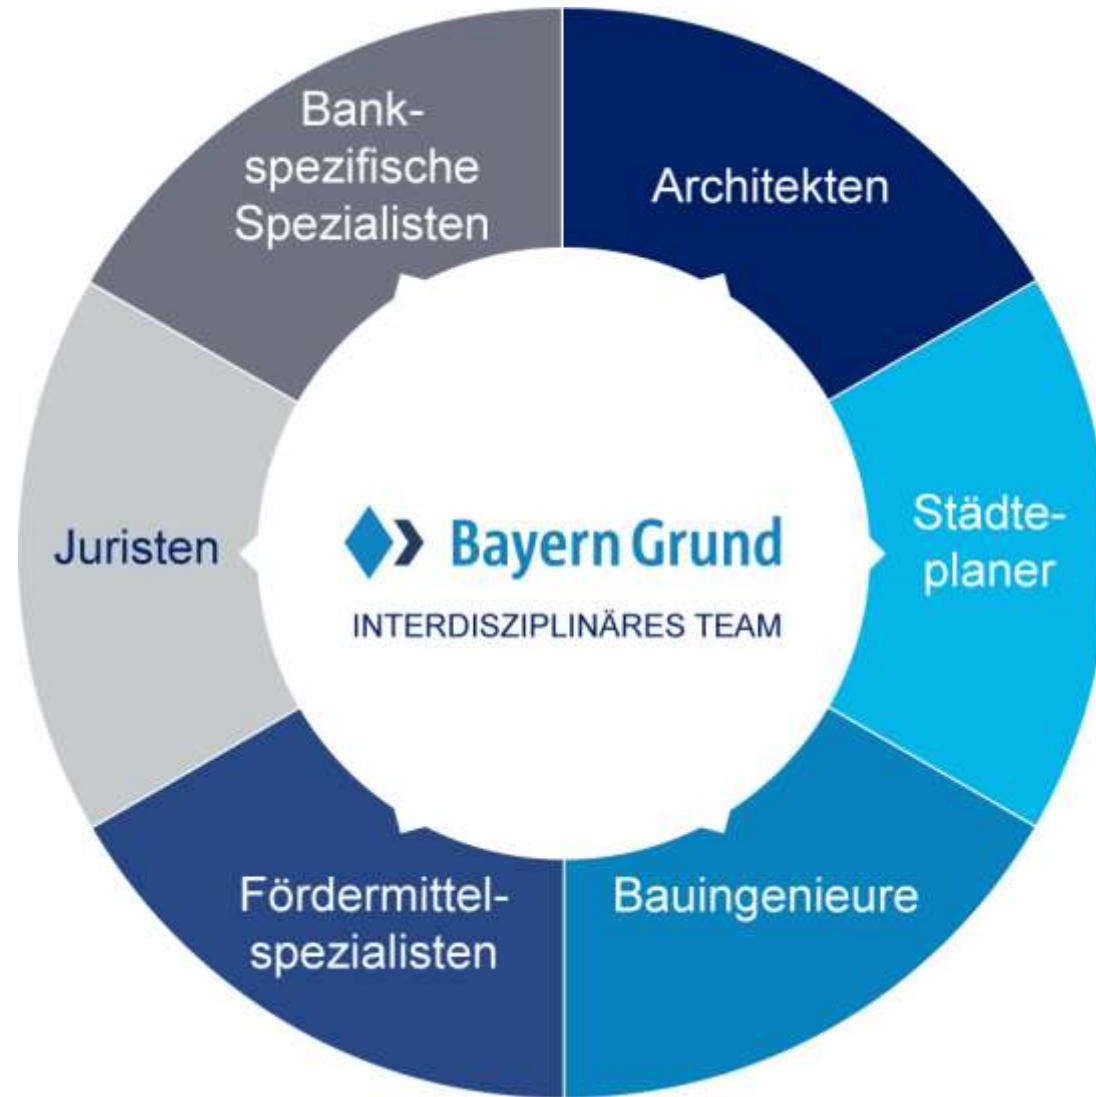 Bank-
spezifische
Spezialisten
Architekten
Städte-
planer
Bauingenieure
Fördermittel-
spezialisten
Juristen
Bayern Grund
INTERDISZIPLINÄRES TEAM